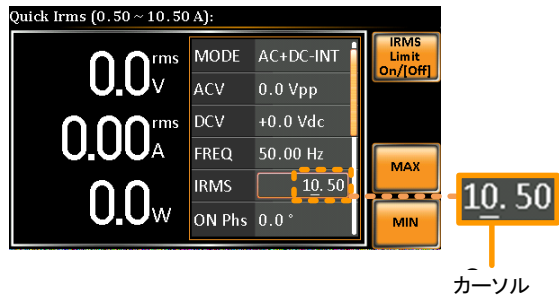 Quick Irms (0.50 ~ 10.50 A):
0.0 rms V
0.00 rms A
0.0 W
MODE AC+DC-INT
ACV 0.0 Vpp
DCV +0.0 Vdc
FREQ 50.00 Hz
IRMS 10.50
ON Phs 0.0 °
IRMS
Limit
On/[Off]
MAX
MIN
10.50
カーソル